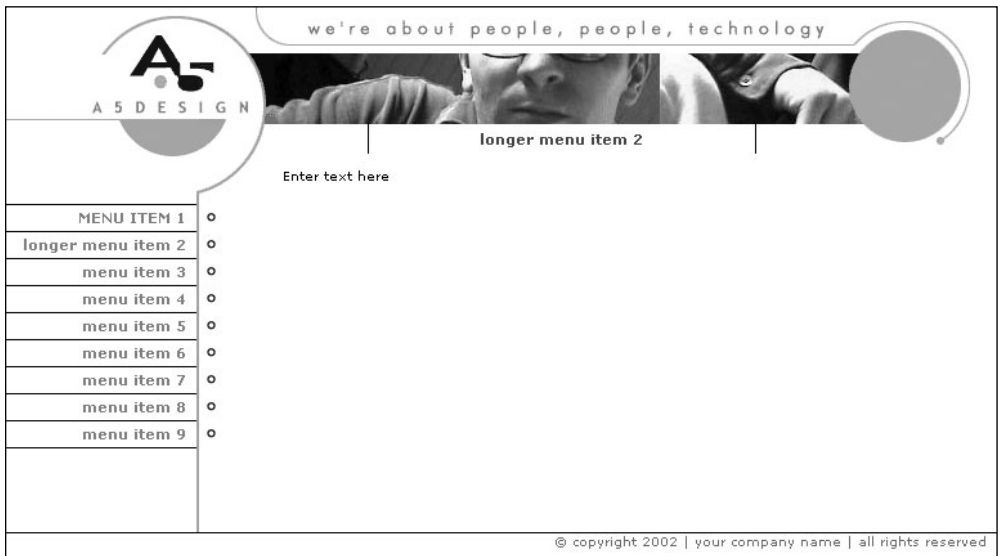 we're about people, people, technology
A5
A5DESIGN
longer menu item 2
Enter text here
MENU ITEM 1
longer menu item 2
menu item 3
menu item 4
menu item 5
menu item 6
menu item 7
menu item 8
menu item 9
© copyright 2002 | your company name | all rights reserved